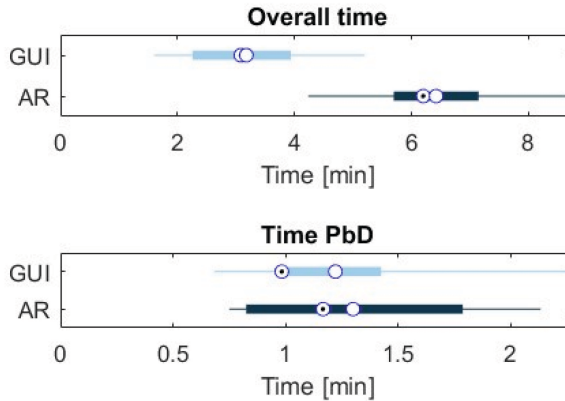 Overall time
GUI
AR
0 2 4 6 8
Time [min]
Time PbD
GUI
AR
0 0.5 1 1.5 2
Time [min]